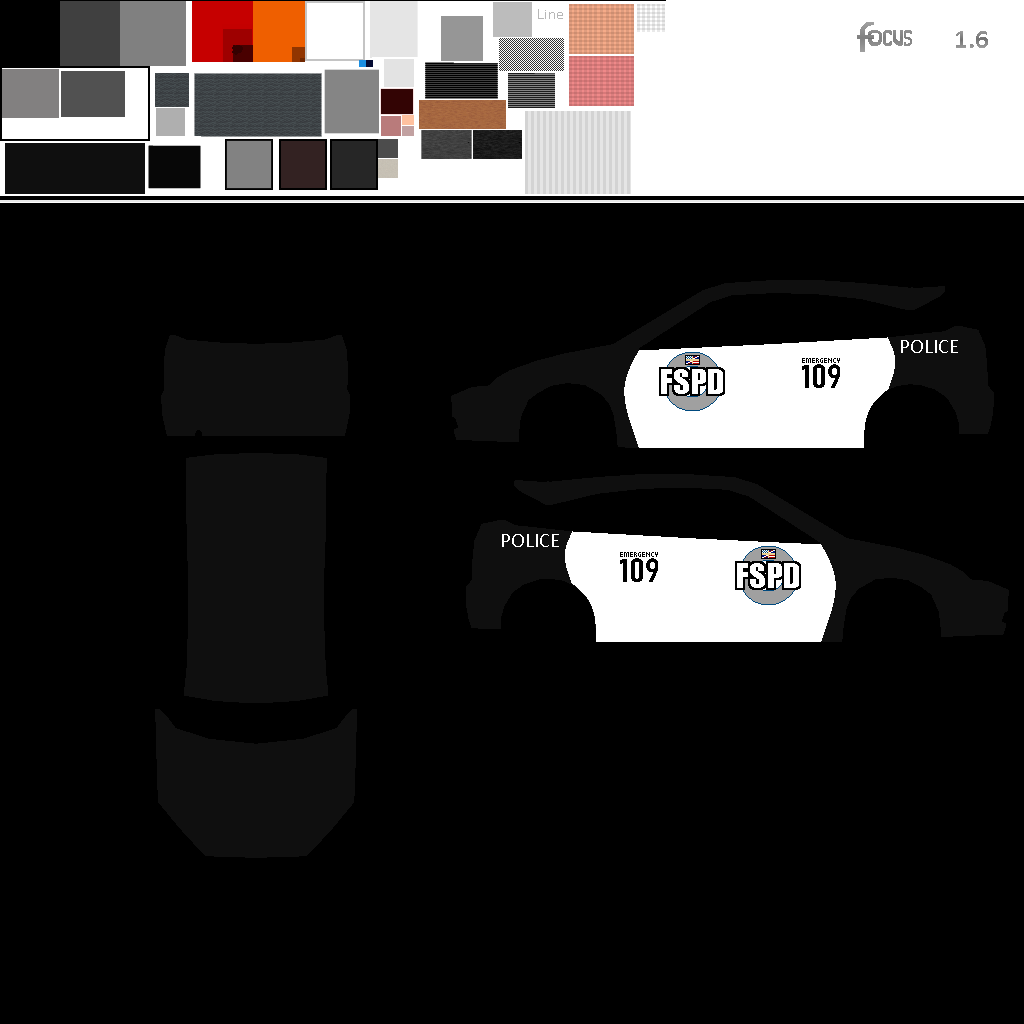 Line
focus 1.6
POLICE
FSPD
EMERGENCY
109
POLICE
EMERGENCY
109
FSPD